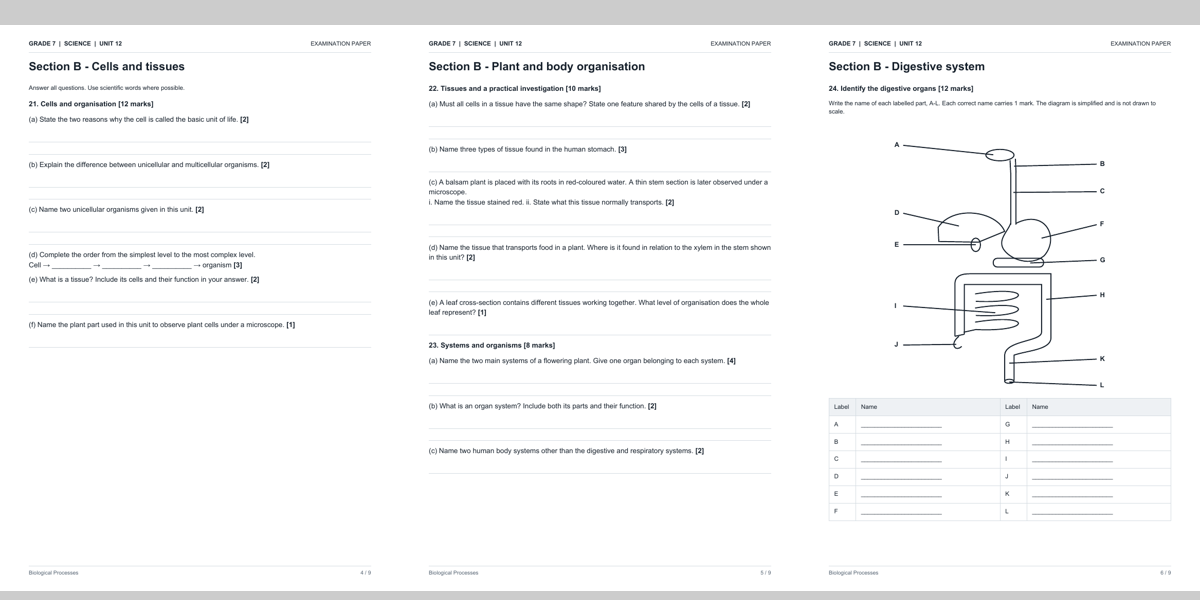 GRADE 7 | SCIENCE | UNIT 12
EXAMINATION PAPER
Section B - Cells and tissues
Answer all questions. Use scientific words where possible.
21. Cells and organisation [12 marks]
(a) State the two reasons why the cell is called the basic unit of life. [2]
(b) Explain the difference between unicellular and multicellular organisms. [2]
(c) Name two unicellular organisms given in this unit. [2]
(d) Complete the order from the simplest level to the most complex level.
Cell → __________ → __________ → __________ → organism [3]
(e) What is a tissue? Include its cells and their function in your answer. [2]
(f) Name the plant part used in this unit to observe plant cells under a microscope. [1]
Biological Processes
4 / 9
GRADE 7 | SCIENCE | UNIT 12
EXAMINATION PAPER
Section B - Plant and body organisation
22. Tissues and a practical investigation [10 marks]
(a) Must all cells in a tissue have the same shape? State one feature shared by the cells of a tissue. [2]
(b) Name three types of tissue found in the human stomach. [3]
(c) A balsam plant is placed with its roots in red-coloured water. A thin stem section is later observed under a
microscope.
i. Name the tissue stained red. ii. State what this tissue normally transports. [2]
(d) Name the tissue that transports food in a plant. Where is it found in relation to the xylem in the stem shown
in this unit? [2]
(e) A leaf cross-section contains different tissues working together. What level of organisation does the whole
leaf represent? [1]
23. Systems and organisms [8 marks]
(a) Name the two main systems of a flowering plant. Give one organ belonging to each system. [4]
(b) What is an organ system? Include both its parts and their function. [2]
(c) Name two human body systems other than the digestive and respiratory systems. [2]
Biological Processes
5 / 9
GRADE 7 | SCIENCE | UNIT 12
EXAMINATION PAPER
Section B - Digestive system
24. Identify the digestive organs [12 marks]
Write the name of each labelled part, A-L. Each correct name carries 1 mark. The diagram is simplified and is not drawn to
scale.
A
B
C
D
F
E
G
H
I
J
K
L
Label Name Label Name
A ____________________ G ____________________
B ____________________ H ____________________
C ____________________ I ____________________
D ____________________ J ____________________
E ____________________ K ____________________
F ____________________ L ____________________
Biological Processes
6 / 9